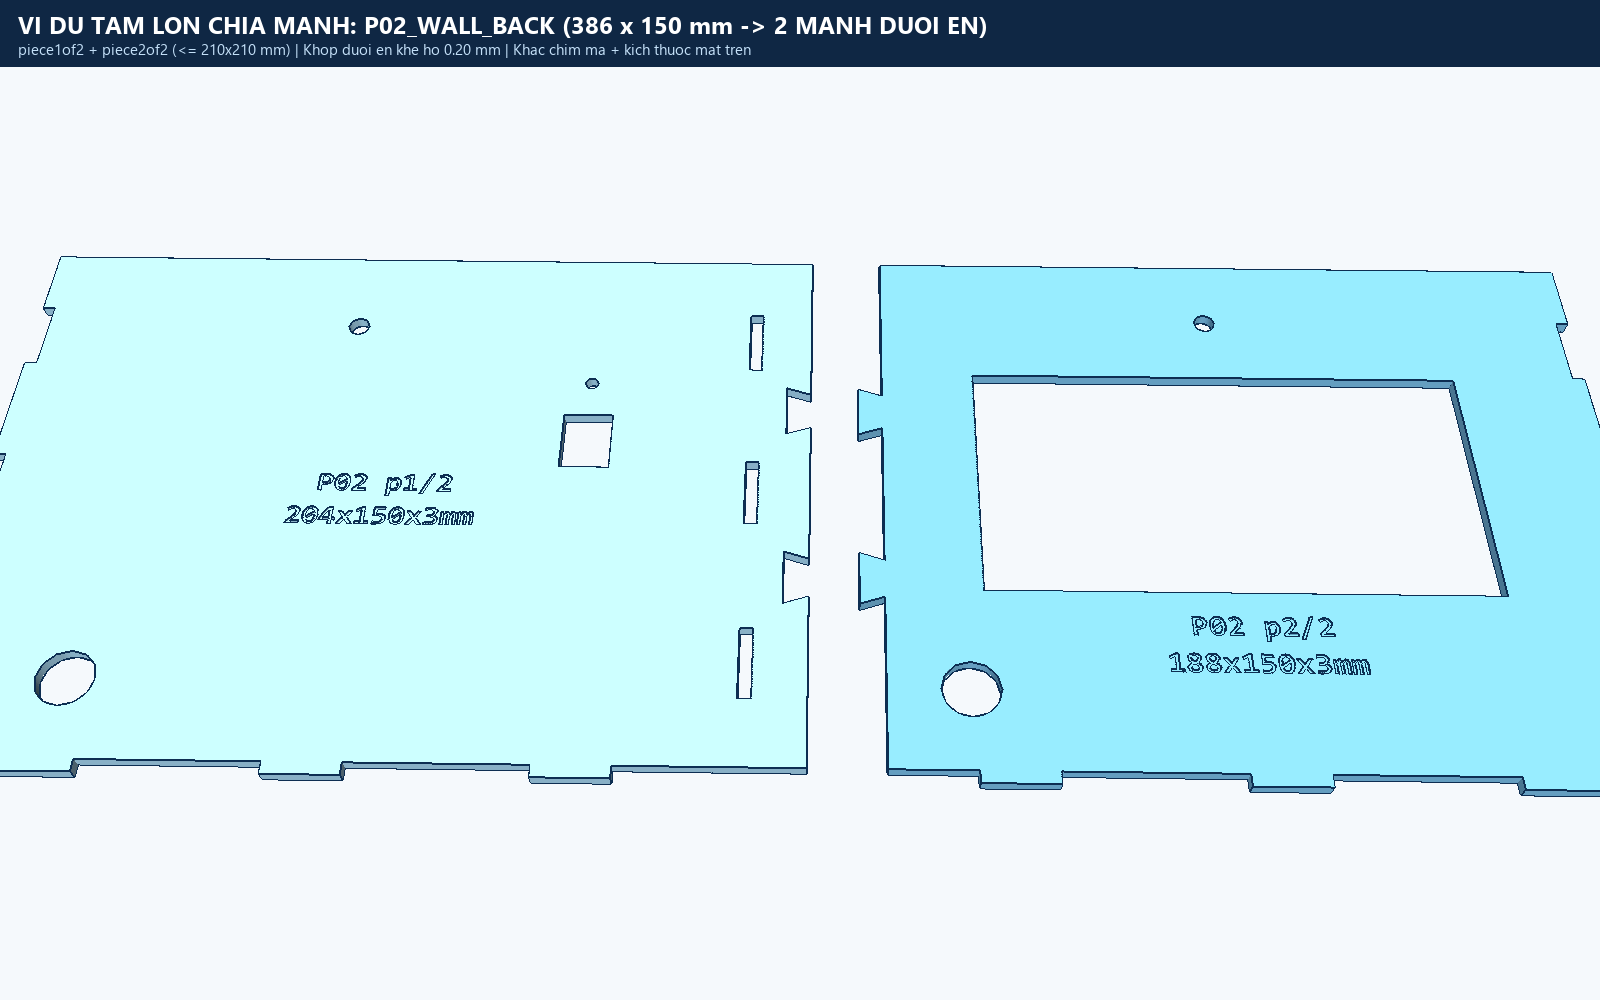 VI DU TAM LON CHIA MANH: P02_WALL_BACK (386 x 150 mm -> 2 MANH DUOI EN)
piece1of2 + piece2of2 (<= 210x210 mm) | Khop duoi en khe ho 0.20 mm | Khac chim ma + kich thuoc mat tren
P02 p1/2
204x150x3mm
P02 p2/2
188x150x3mm